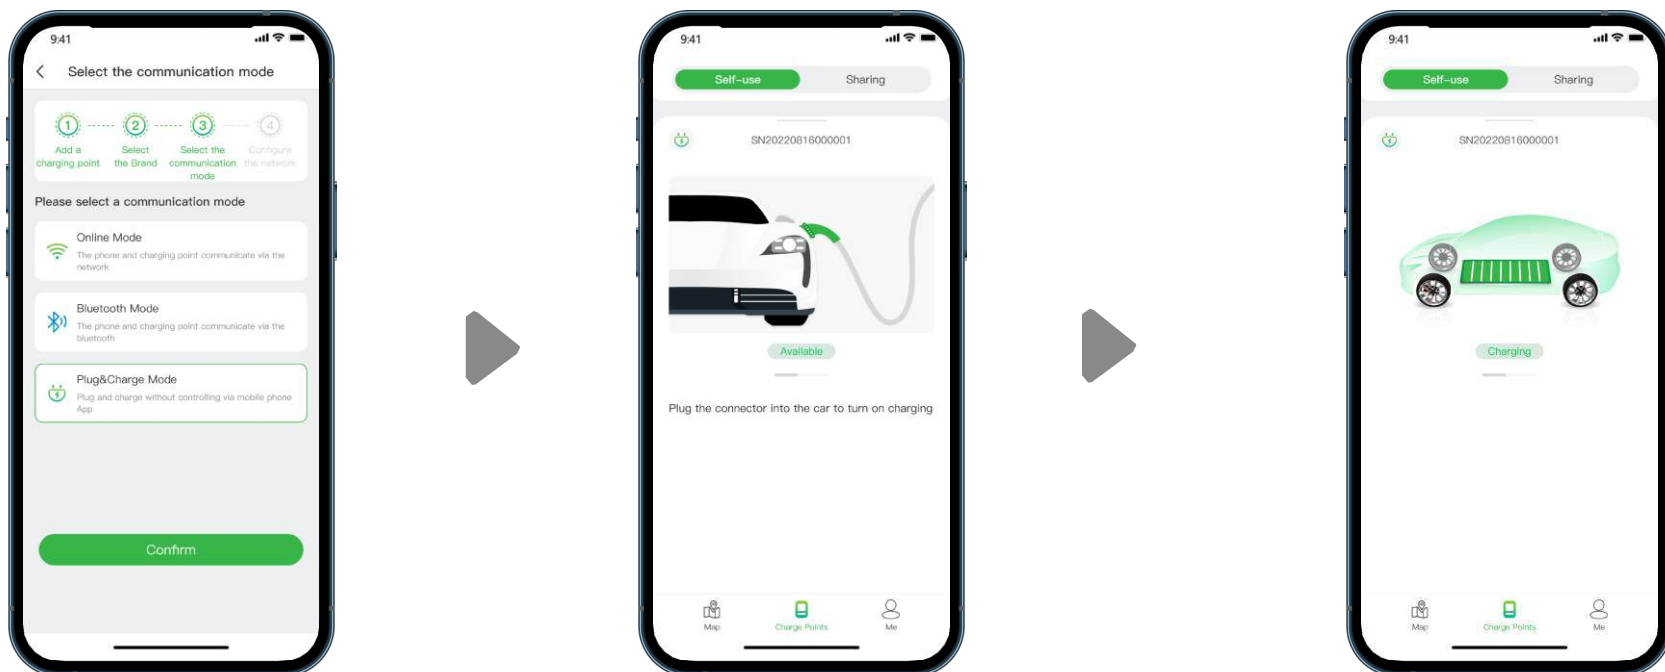 9:41
Select the communication mode
1 2 3 4
Add a charging point
Select the Brand
Select the communication mode
Configure the network
Please select a communication mode
Online Mode
The phone and charging point communicate via the
network
Bluetooth Mode
The phone and charging point communicate via the
bluetooth
Plug&Charge Mode
Plug and charge without controlling via mobile phone
App
Confirm
9:41
Self-use Sharing
SN20220816000001
Available
Plug the connector into the car to turn on charging
Map Charge Points Me
9:41
Self-use Sharing
SN20220816000001
Charging
Map Charge Points Me